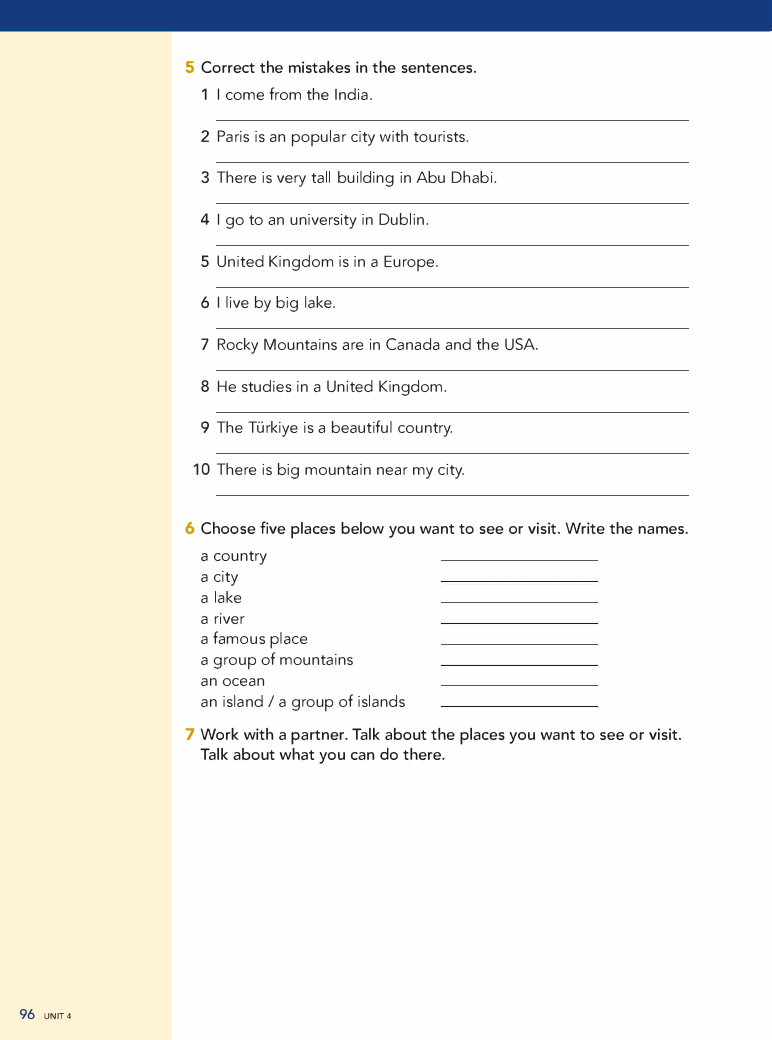 5 Correct the mistakes in the sentences.
1 I come from the India.
2 Paris is an popular city with tourists.
3 There is very tall building in Abu Dhabi.
4 I go to an university in Dublin.
5 United Kingdom is in a Europe.
6 I live by big lake.
7 Rocky Mountains are in Canada and the USA.
8 He studies in a United Kingdom.
9 The Türkiye is a beautiful country.
10 There is big mountain near my city.
6 Choose five places below you want to see or visit. Write the names.
a country
a city
a lake
a river
a famous place
a group of mountains
an ocean
an island / a group of islands
7 Work with a partner. Talk about the places you want to see or visit.
Talk about what you can do there.
96 UNIT 4